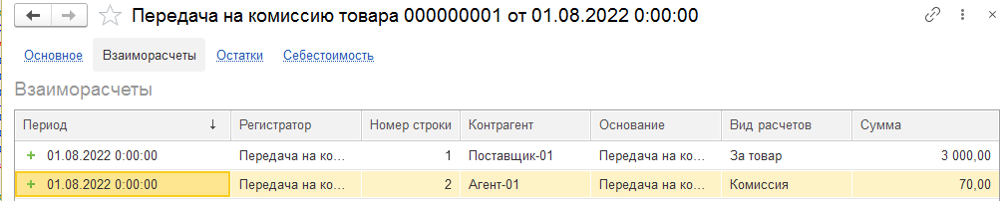 Передача на комиссию товара 000000001 от 01.08.2022 0:00:00
Основное Взаиморасчеты Остатки Себестоимость
Взаиморасчеты
Период ↓ Регистратор Номер строки Контрагент Основание Вид расчетов Сумма
01.08.2022 0:00:00 Передача на ко... 1 Поставщик-01 Передача на ко... За товар 3 000,00
01.08.2022 0:00:00 Передача на ко... 2 Агент-01 Передача на ко... Комиссия 70,00